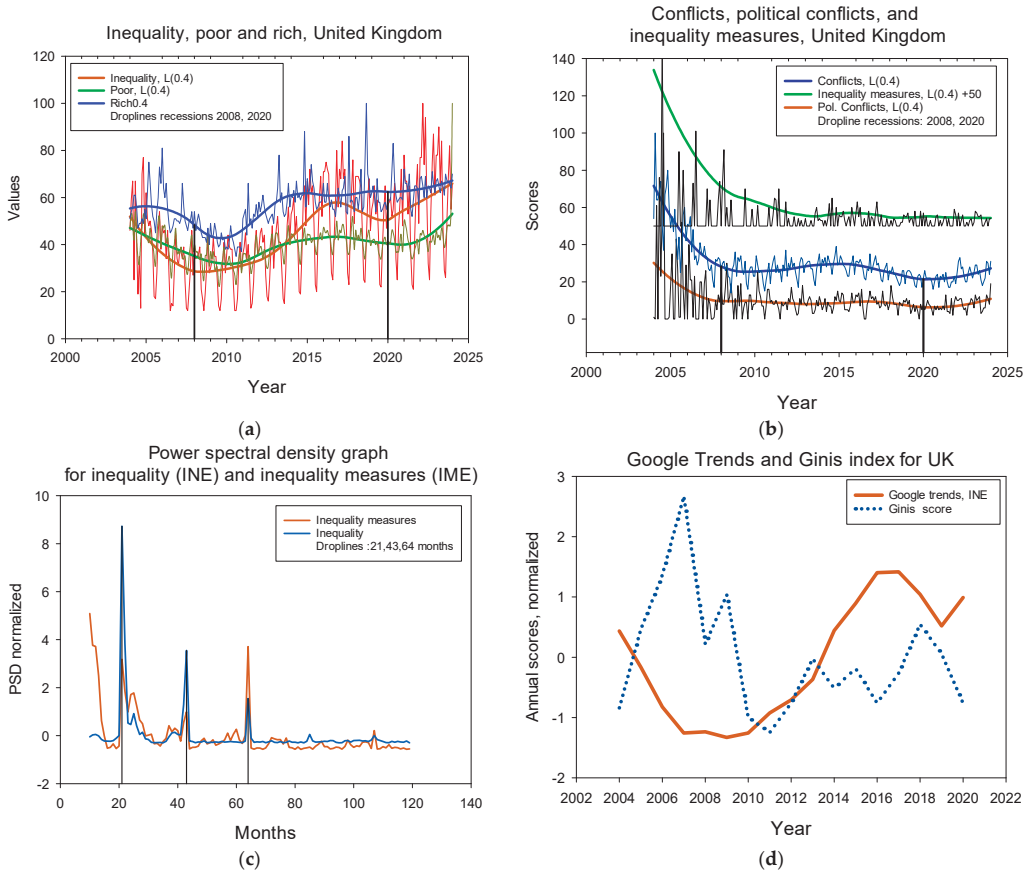 Inequality, poor and rich, United Kingdom
120
100
80
60
40
20
0
Values
Inequality, L(0.4)
Poor, L(0.4)
Rich0.4
Droplines recessions 2008, 2020
2000 2005 2010 2015 2020 2025
Year
(a)
Conflicts, political conflicts, and
inequality measures, United Kingdom
140
120
100
80
60
40
20
0
Scores
Conflicts, L(0.4)
Inequality measures, L(0.4) +50
Pol. Conflicts, L(0.4)
Dropline recessions: 2008, 2020
2000 2005 2010 2015 2020 2025
Year
(b)
Power spectral density graph
for inequality (INE) and inequality measures (IME)
10
8
6
4
2
0
-2
PSD normalized
Inequality measures
Inequality
Droplines :21,43,64 months
0 20 40 60 80 100 120 140
Months
(c)
Google Trends and Ginis index for UK
3
2
1
0
-1
-2
Annual scores, normalized
Google trends, INE
Ginis score
2002 2004 2006 2008 2010 2012 2014 2016 2018 2020 2022
Year
(d)